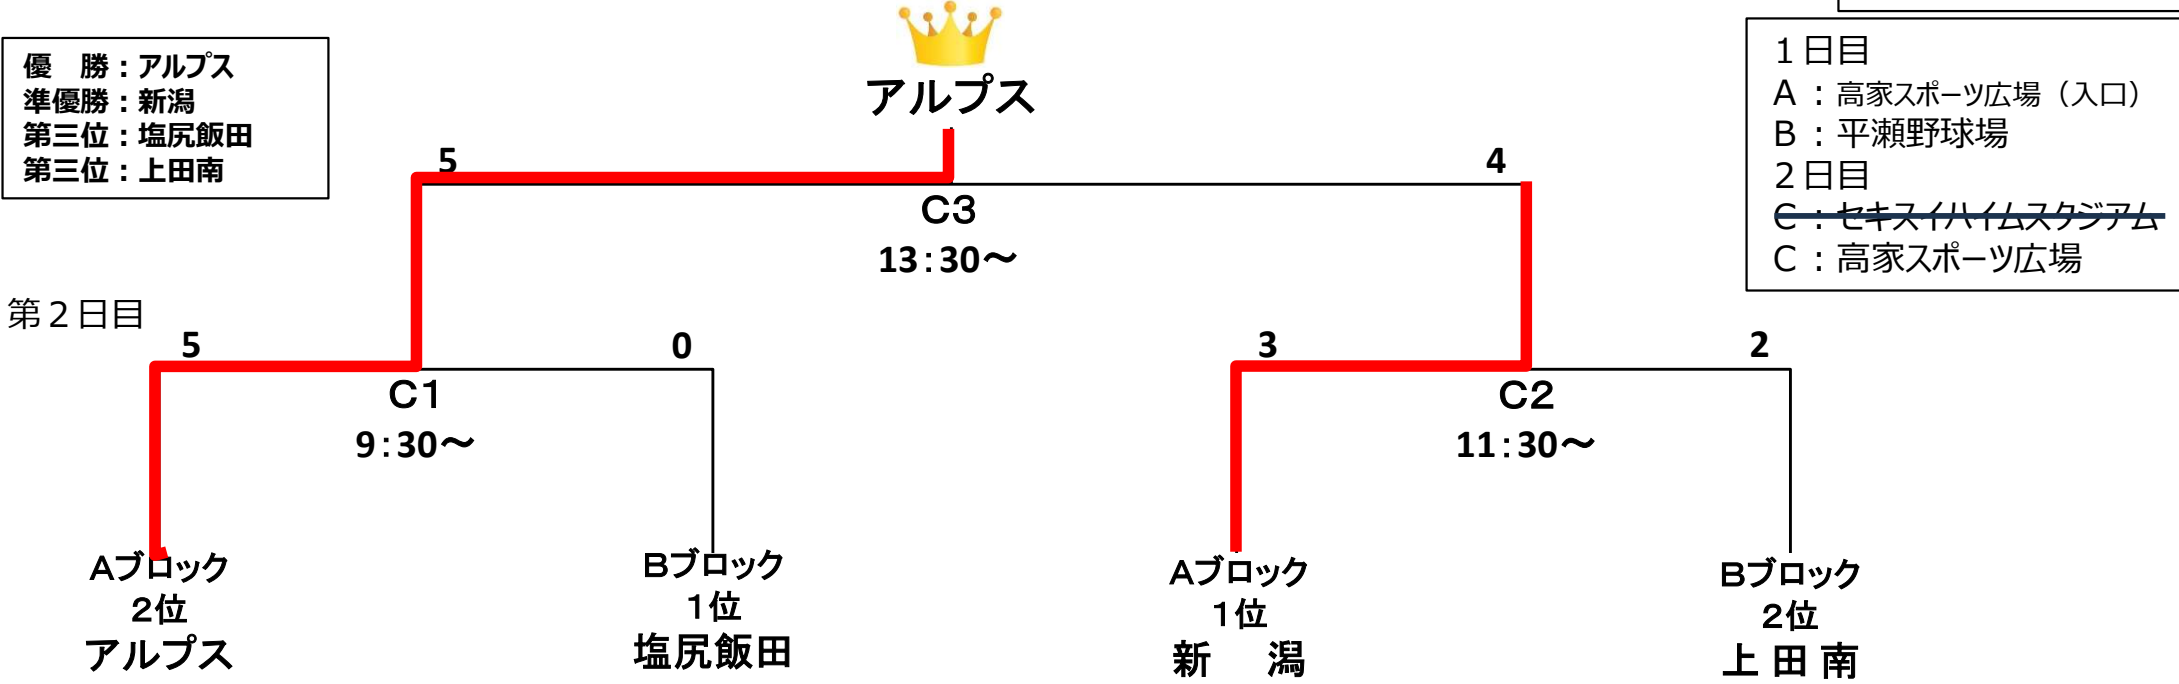 優　勝：アルプス
準優勝：新潟
第三位：塩尻飯田
第三位：上田南
アルプス
1日目
A：高家スポーツ広場（入口）
B：平瀬野球場
2日目
C：セキスイハイムスタジアム
C：高家スポーツ広場
5
4
C3
13:30～
第2日目
5
0
3
2
C1
9:30～
C2
11:30～
Aブロック
2位
アルプス
Bブロック
1位
塩尻飯田
Aブロック
1位
新　潟
Bブロック
2位
上田南